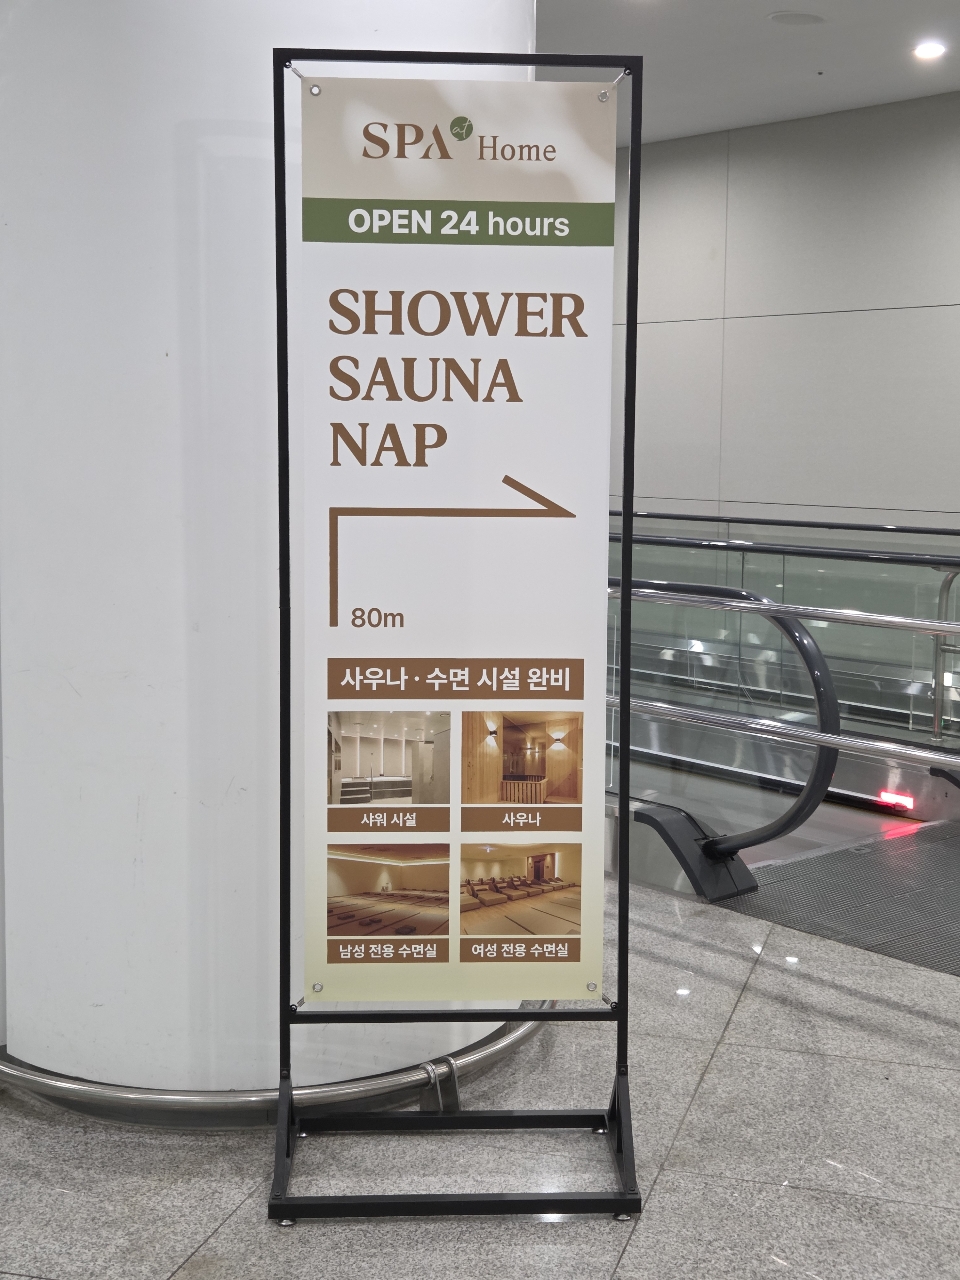 SPA at Home
OPEN 24 hours
SHOWER
SAUNA
NAP
80m
사우나 · 수면 시설 완비
샤워 시설
사우나
남성 전용 수면실
여성 전용 수면실